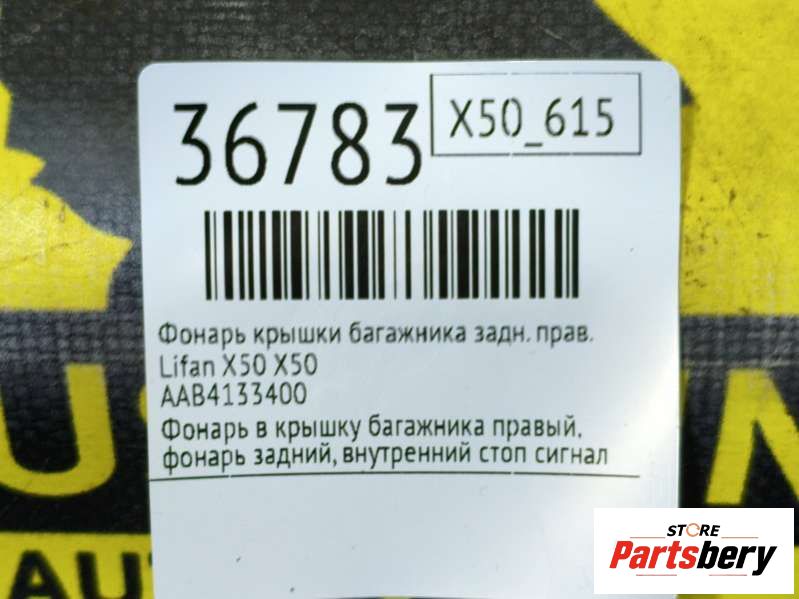 36783
X50_615
Фонарь крышки багажника задн. прав.
Lifan X50 X50
AAB4133400
Фонарь в крышку багажника правый,
фонарь задний, внутренний стоп сигнал
STORE
Partsbery